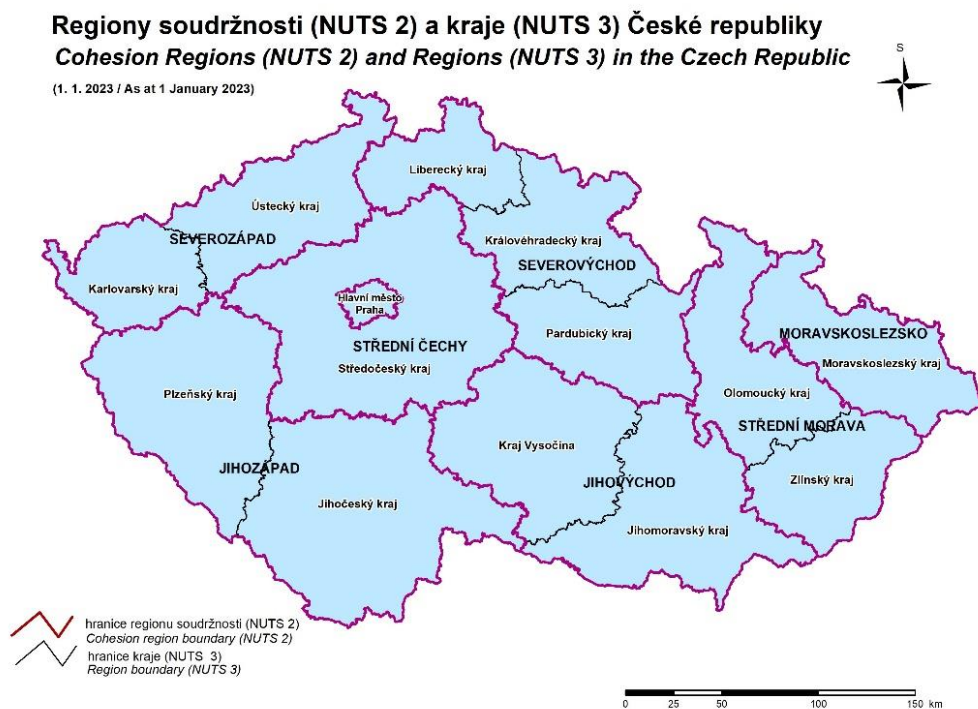 Regiony soudržnosti (NUTS 2) a kraje (NUTS 3) České republiky
Cohesion Regions (NUTS 2) and Regions (NUTS 3) in the Czech Republic
(1. 1. 2023 / As at 1 January 2023)
S
Liberecký kraj
Ústecký kraj
SEVEROZÁPAD
Královéhradecký kraj
SEVEROVÝCHOD
Karlovarský kraj
Hlavní město
Praha
Pardubický kraj
MORAVSKOSLEZSKO
STŘEDNÍ ČECHY
Středočeský kraj
Moravskoslezský kraj
Plzeňský kraj
Olomoucký kraj
STŘEDNÍ MORAVA
Kraj Vysočina
JIHOZÁPAD
JIHOVÝCHOD
Zlínský kraj
Jihočeský kraj
Jihomoravský kraj
hranice regionu soudržnosti (NUTS 2)
Cohesion region boundary (NUTS 2)
hranice kraje (NUTS 3)
Region boundary (NUTS 3)
0 25 50 100 150 km